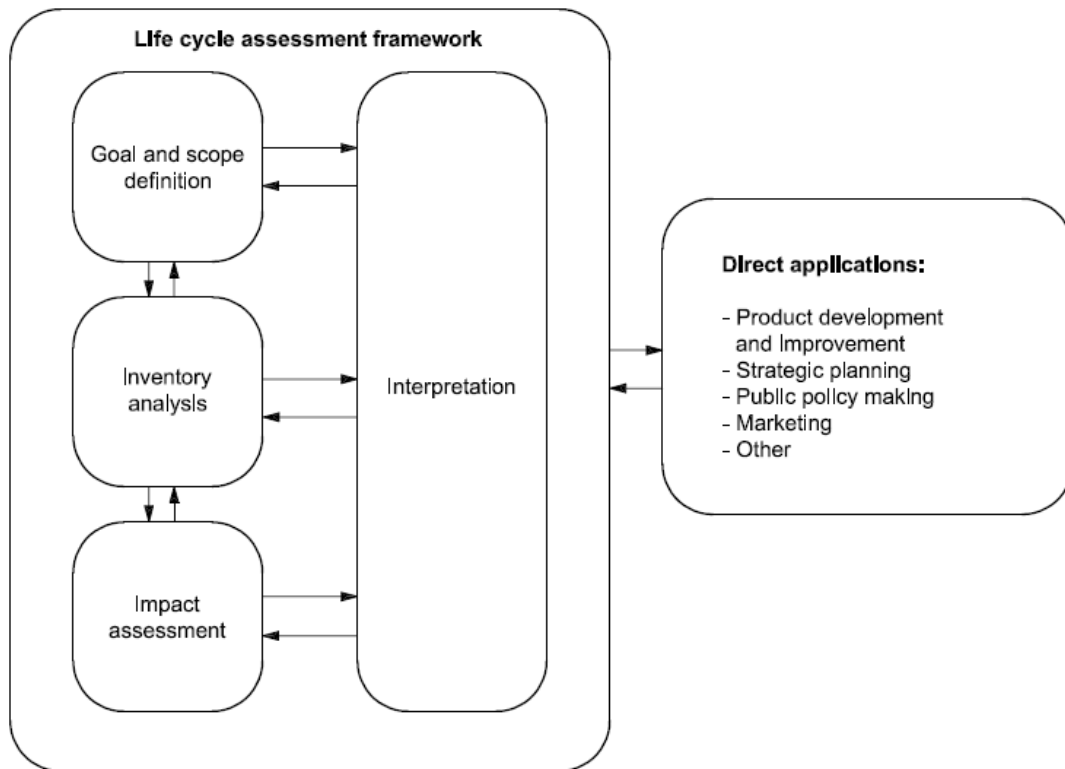 Life cycle assessment framework
Goal and scope
definition
Inventory
analysis
Impact
assessment
Interpretation
Direct applications:
- Product development
and Improvement
- Strategic planning
- Public policy making
- Marketing
- Other